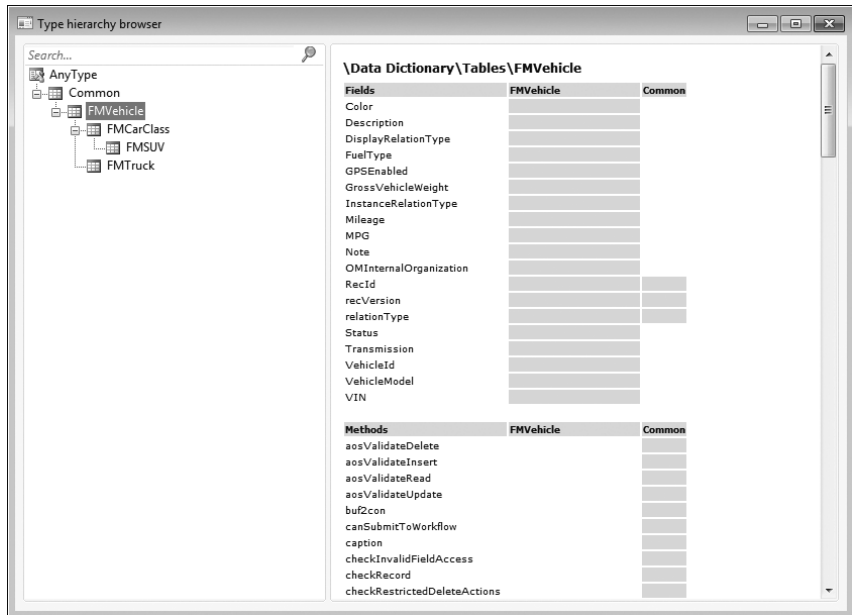 Type hierarchy browser
Search...
AnyType
Common
FMVehicle
FMCarClass
FMSUV
FMTruck
\Data Dictionary\Tables\FMVehicle
Fields FMVehicle Common
Color
Description
DisplayRelationType
FuelType
GPSEnabled
GrossVehicleWeight
InstanceRelationType
Mileage
MPG
Note
OMInternalOrganization
RecId
recVersion
relationType
Status
Transmission
VehicleId
VehicleModel
VIN
Methods FMVehicle Common
aosValidateDelete
aosValidateInsert
aosValidateRead
aosValidateUpdate
buf2con
canSubmitToWorkflow
caption
checkInvalidFieldAccess
checkRecord
checkRestrictedDeleteActions